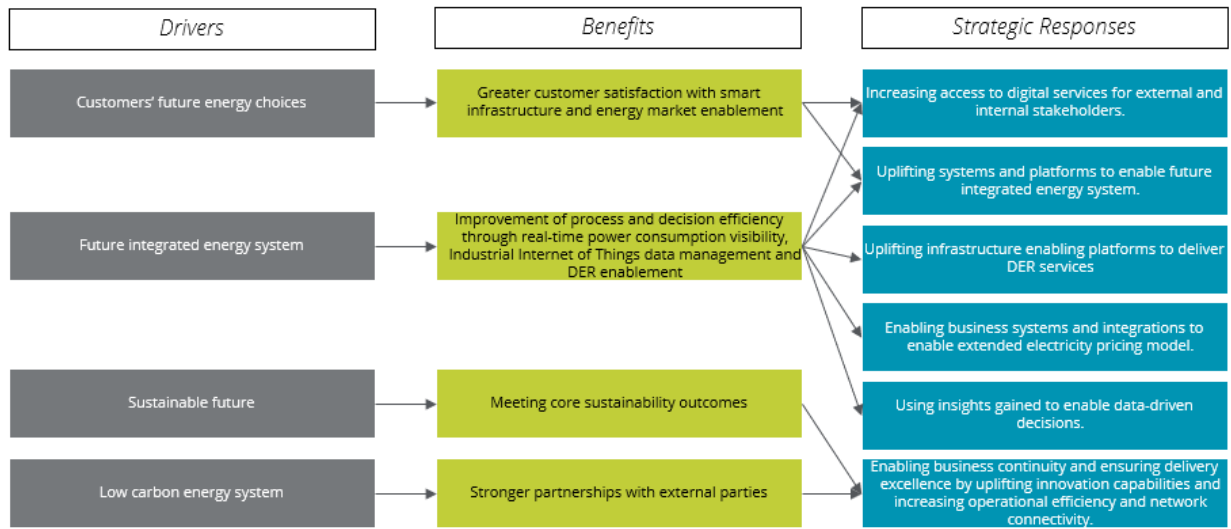 Drivers
Benefits
Strategic Responses
Customers’ future energy choices
Greater customer satisfaction with smart
infrastructure and energy market enablement
Increasing access to digital services for external and
internal stakeholders.
Uplifting systems and platforms to enable future
integrated energy system.
Future integrated energy system
Improvement of process and decision efficiency
through real-time power consumption visibility,
Industrial Internet of Things data management and
DER enablement
Uplifting infrastructure enabling platforms to deliver
DER services
Enabling business systems and integrations to
enable extended electricity pricing model.
Sustainable future
Meeting core sustainability outcomes
Using insights gained to enable data-driven
decisions.
Low carbon energy system
Stronger partnerships with external parties
Enabling business continuity and ensuring delivery
excellence by uplifting innovation capabilities and
increasing operational efficiency and network
connectivity.